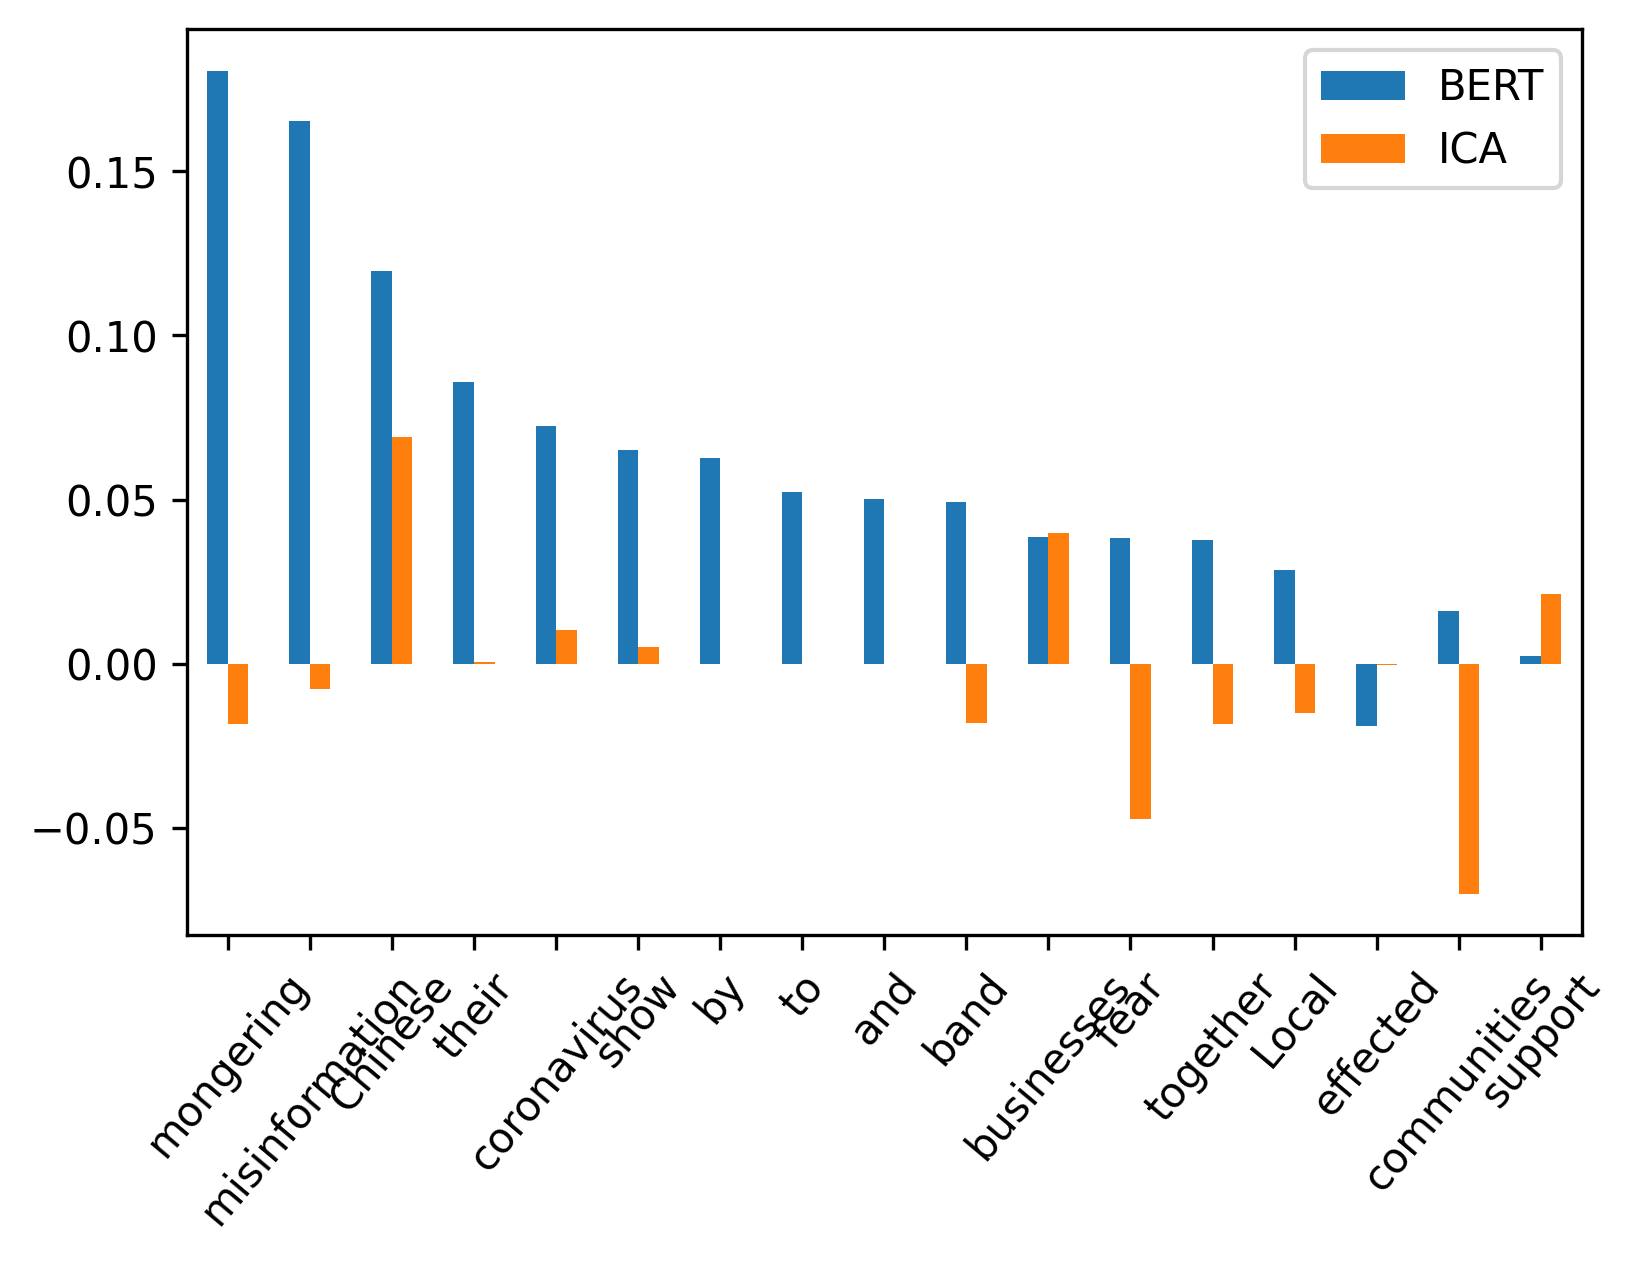 BERT
ICA
0.15
0.10
0.05
0.00
−0.05
mongering
misinformation
Chinese
their
coronavirus
show
by
to
and
band
businesses
fear
together
Local
effected
communities
support